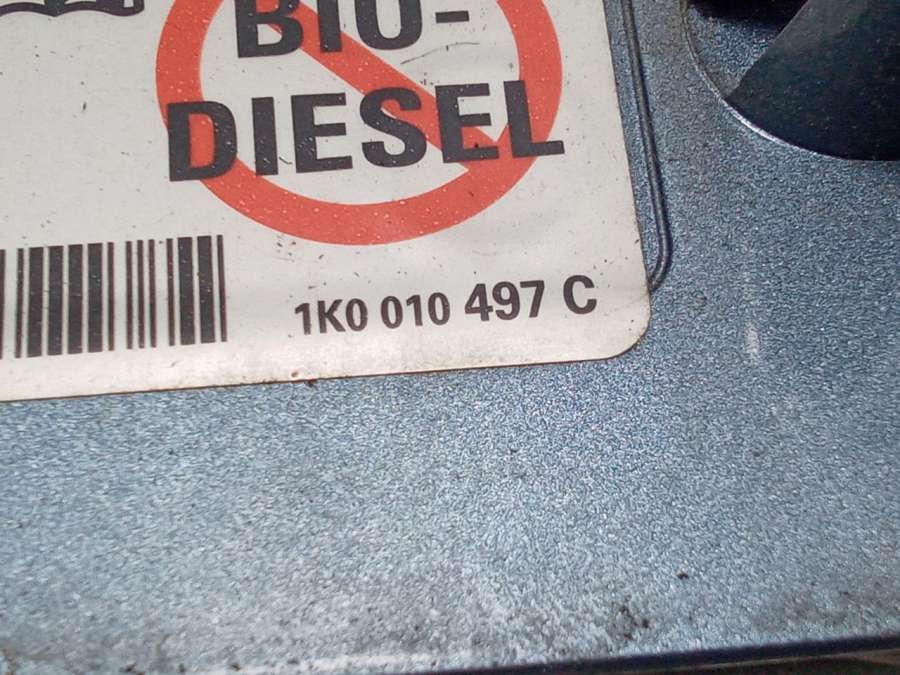 BIO-
DIESEL
1K0 010 497 C